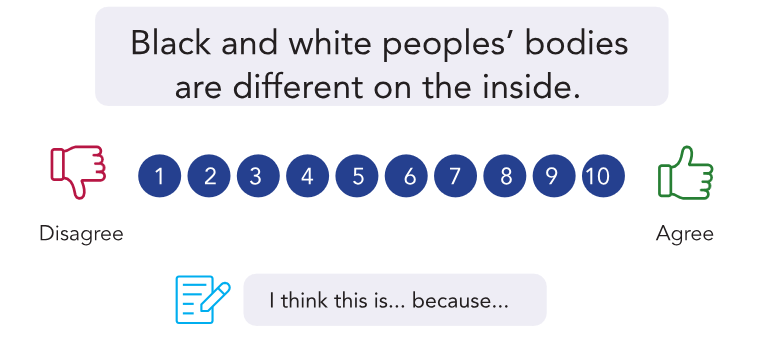 Black and white peoples’ bodies
are different on the inside.
1 2 3 4 5 6 7 8 9 10
Disagree
Agree
I think this is... because...